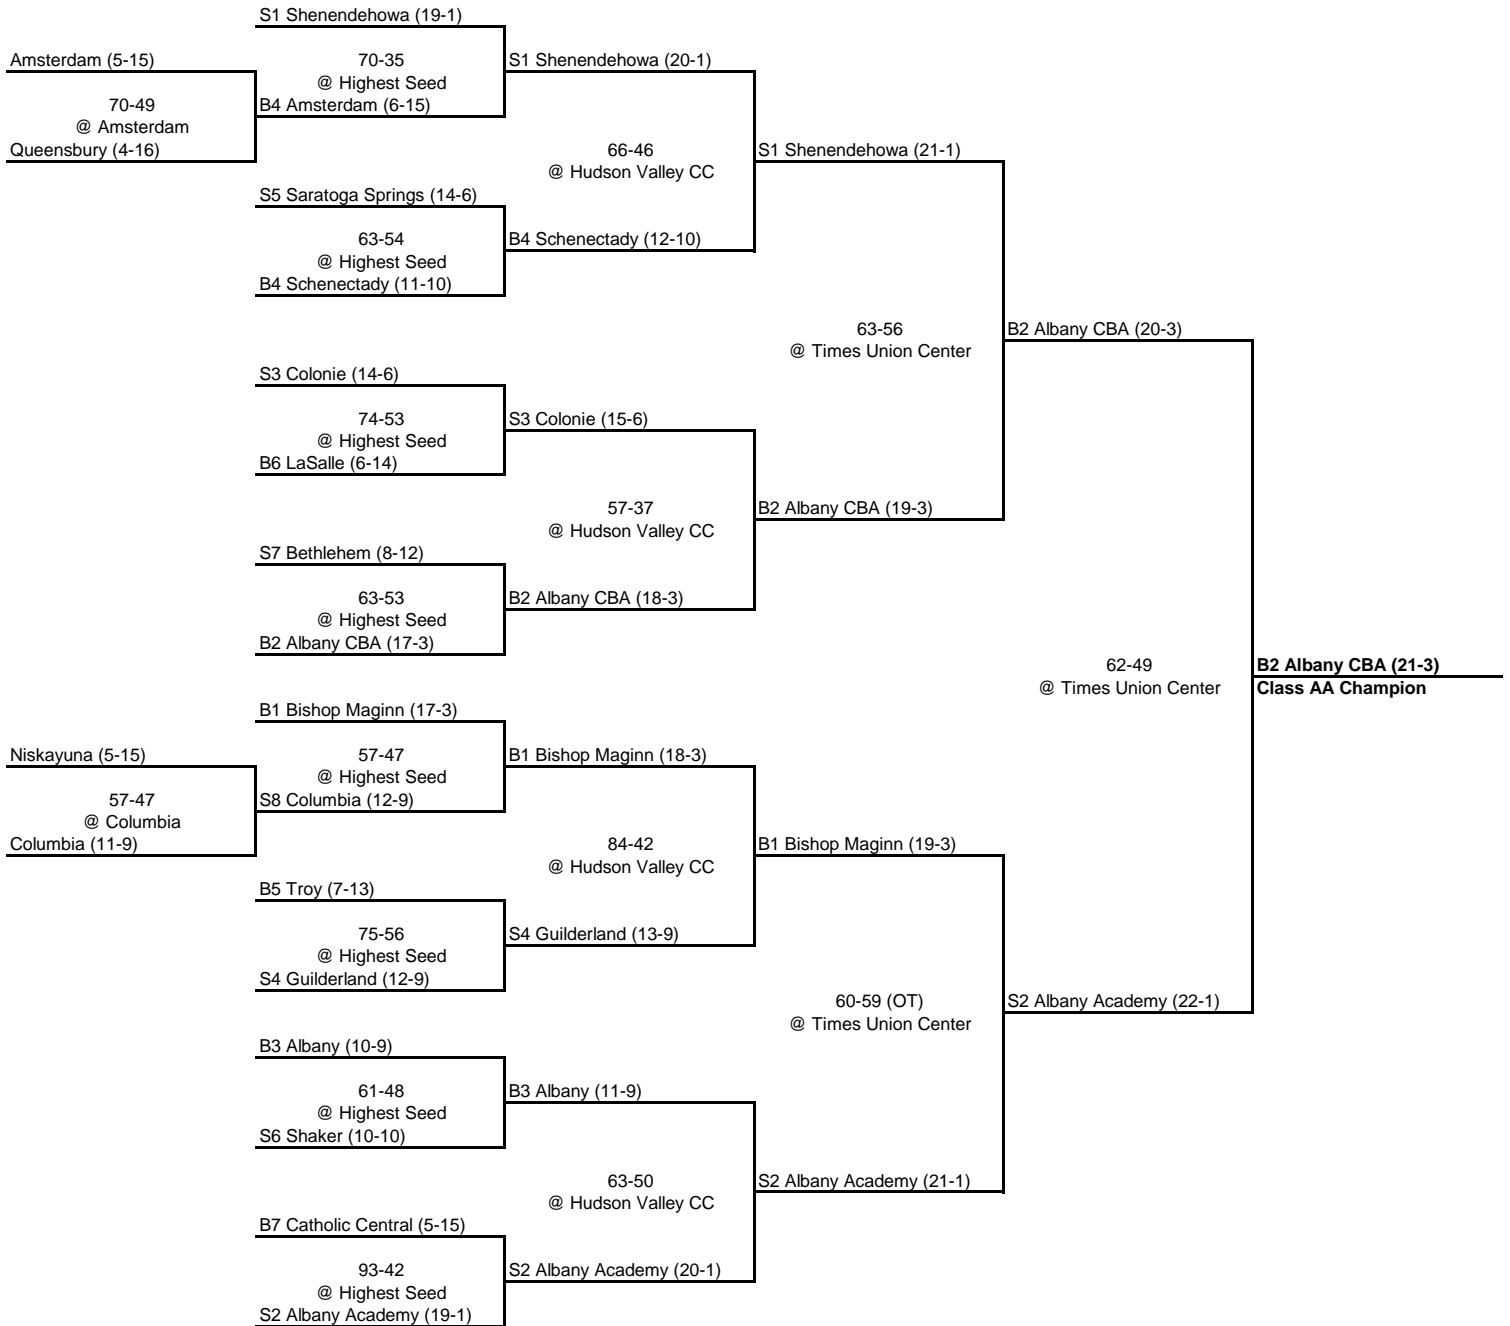 S1 Shenendehowa (19-1)
Amsterdam (5-15)
70-35
@ Highest Seed
S1 Shenendehowa (20-1)
70-49
@ Amsterdam
B4 Amsterdam (6-15)
Queensbury (4-16)
66-46
@ Hudson Valley CC
S1 Shenendehowa (21-1)
S5 Saratoga Springs (14-6)
63-54
@ Highest Seed
B4 Schenectady (12-10)
B4 Schenectady (11-10)
63-56
@ Times Union Center
B2 Albany CBA (20-3)
S3 Colonie (14-6)
74-53
@ Highest Seed
S3 Colonie (15-6)
B6 LaSalle (6-14)
57-37
@ Hudson Valley CC
B2 Albany CBA (19-3)
S7 Bethlehem (8-12)
63-53
@ Highest Seed
B2 Albany CBA (18-3)
B2 Albany CBA (17-3)
62-49
@ Times Union Center
B2 Albany CBA (21-3)
Class AA Champion
B1 Bishop Maginn (17-3)
Niskayuna (5-15)
57-47
@ Highest Seed
B1 Bishop Maginn (18-3)
57-47
@ Columbia
S8 Columbia (12-9)
Columbia (11-9)
84-42
@ Hudson Valley CC
B1 Bishop Maginn (19-3)
B5 Troy (7-13)
75-56
@ Highest Seed
S4 Guilderland (13-9)
S4 Guilderland (12-9)
60-59 (OT)
@ Times Union Center
S2 Albany Academy (22-1)
B3 Albany (10-9)
61-48
@ Highest Seed
B3 Albany (11-9)
S6 Shaker (10-10)
63-50
@ Hudson Valley CC
S2 Albany Academy (21-1)
B7 Catholic Central (5-15)
93-42
@ Highest Seed
S2 Albany Academy (20-1)
S2 Albany Academy (19-1)